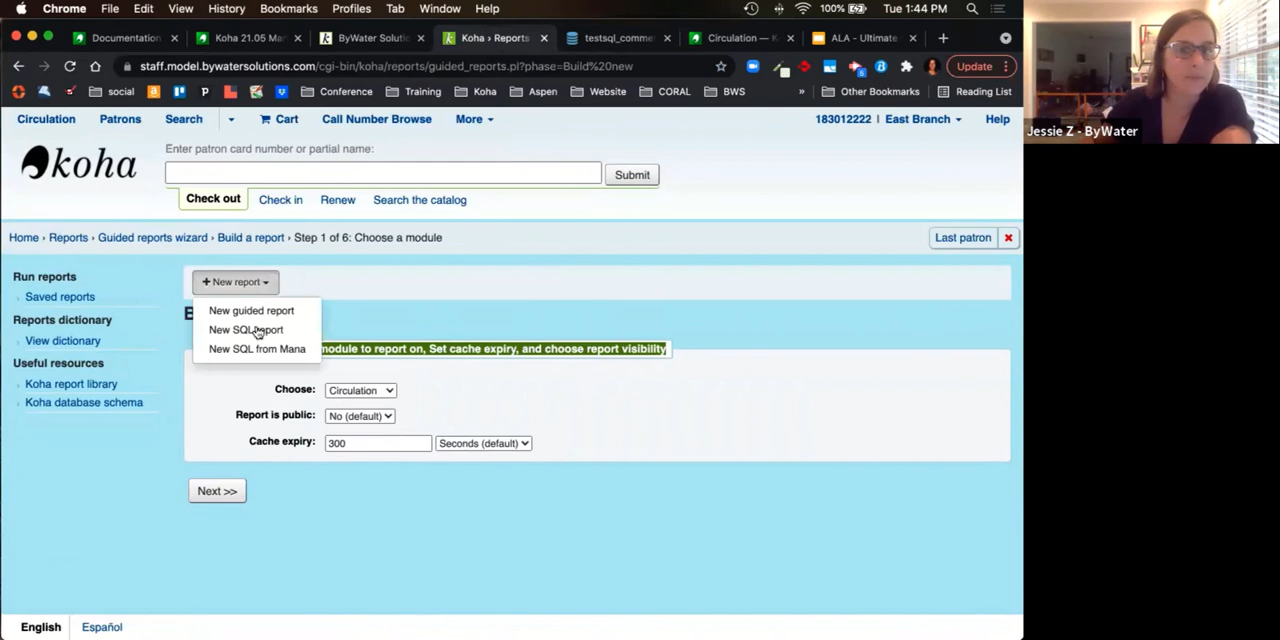 Chrome File Edit View History Bookmarks Profiles Tab Window Help 100% Tue 1:44 PM
Documentation Koha 21.05 Ma ByWater Soluti Koha › Reports testsql_comme Circulation — K ALA - Ultimate
staff.model.bywatersolutions.com/cgi-bin/koha/reports/guided_reports.pl?phase=Build%20new Update
social Conference Training Koha Aspen Website CORAL BWS » Other Bookmarks Reading List
Jessie Z - ByWater
Circulation Patrons Search Cart Call Number Browse More 183012222 | East Branch Help
koha
Enter patron card number or partial name:
Submit
Check out Check in Renew Search the catalog
Home › Reports › Guided reports wizard › Build a report › Step 1 of 6: Choose a module Last patron
Run reports
Saved reports
Reports dictionary
View dictionary
Useful resources
Koha report library
Koha database schema
+ New report
New guided report
New SQL report
New SQL from Mana
B
module to report on, Set cache expiry, and choose report visibility
Choose: Circulation
Report is public: No (default)
Cache expiry: 300 Seconds (default)
Next >>
English Español